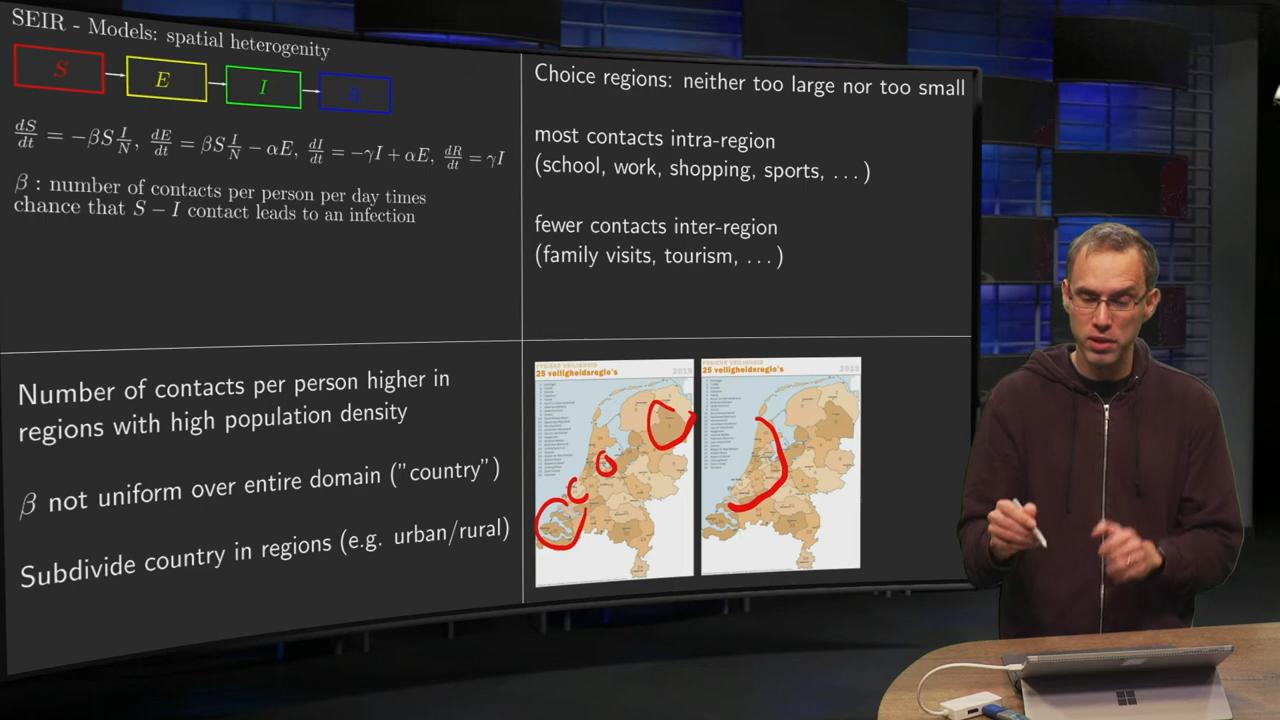 SEIR - Models: spatial heterogenity
S
E
I
R
dS/dt = −βS I/N, dE/dt = βS I/N − αE, dI/dt = −γI + αE, dR/dt = γI
β : number of contacts per person per day times
chance that S − I contact leads to an infection
Choice regions: neither too large nor too small
most contacts intra-region
(school, work, shopping, sports, . . . )
fewer contacts inter-region
(family visits, tourism, . . . )
Number of contacts per person higher in
regions with high population density
β not uniform over entire domain ("country")
Subdivide country in regions (e.g. urban/rural)
FYSIEKE VEILIGHEID
25 veiligheidsregio's
FYSIEKE VEILIGHEID
25 veiligheidsregio's